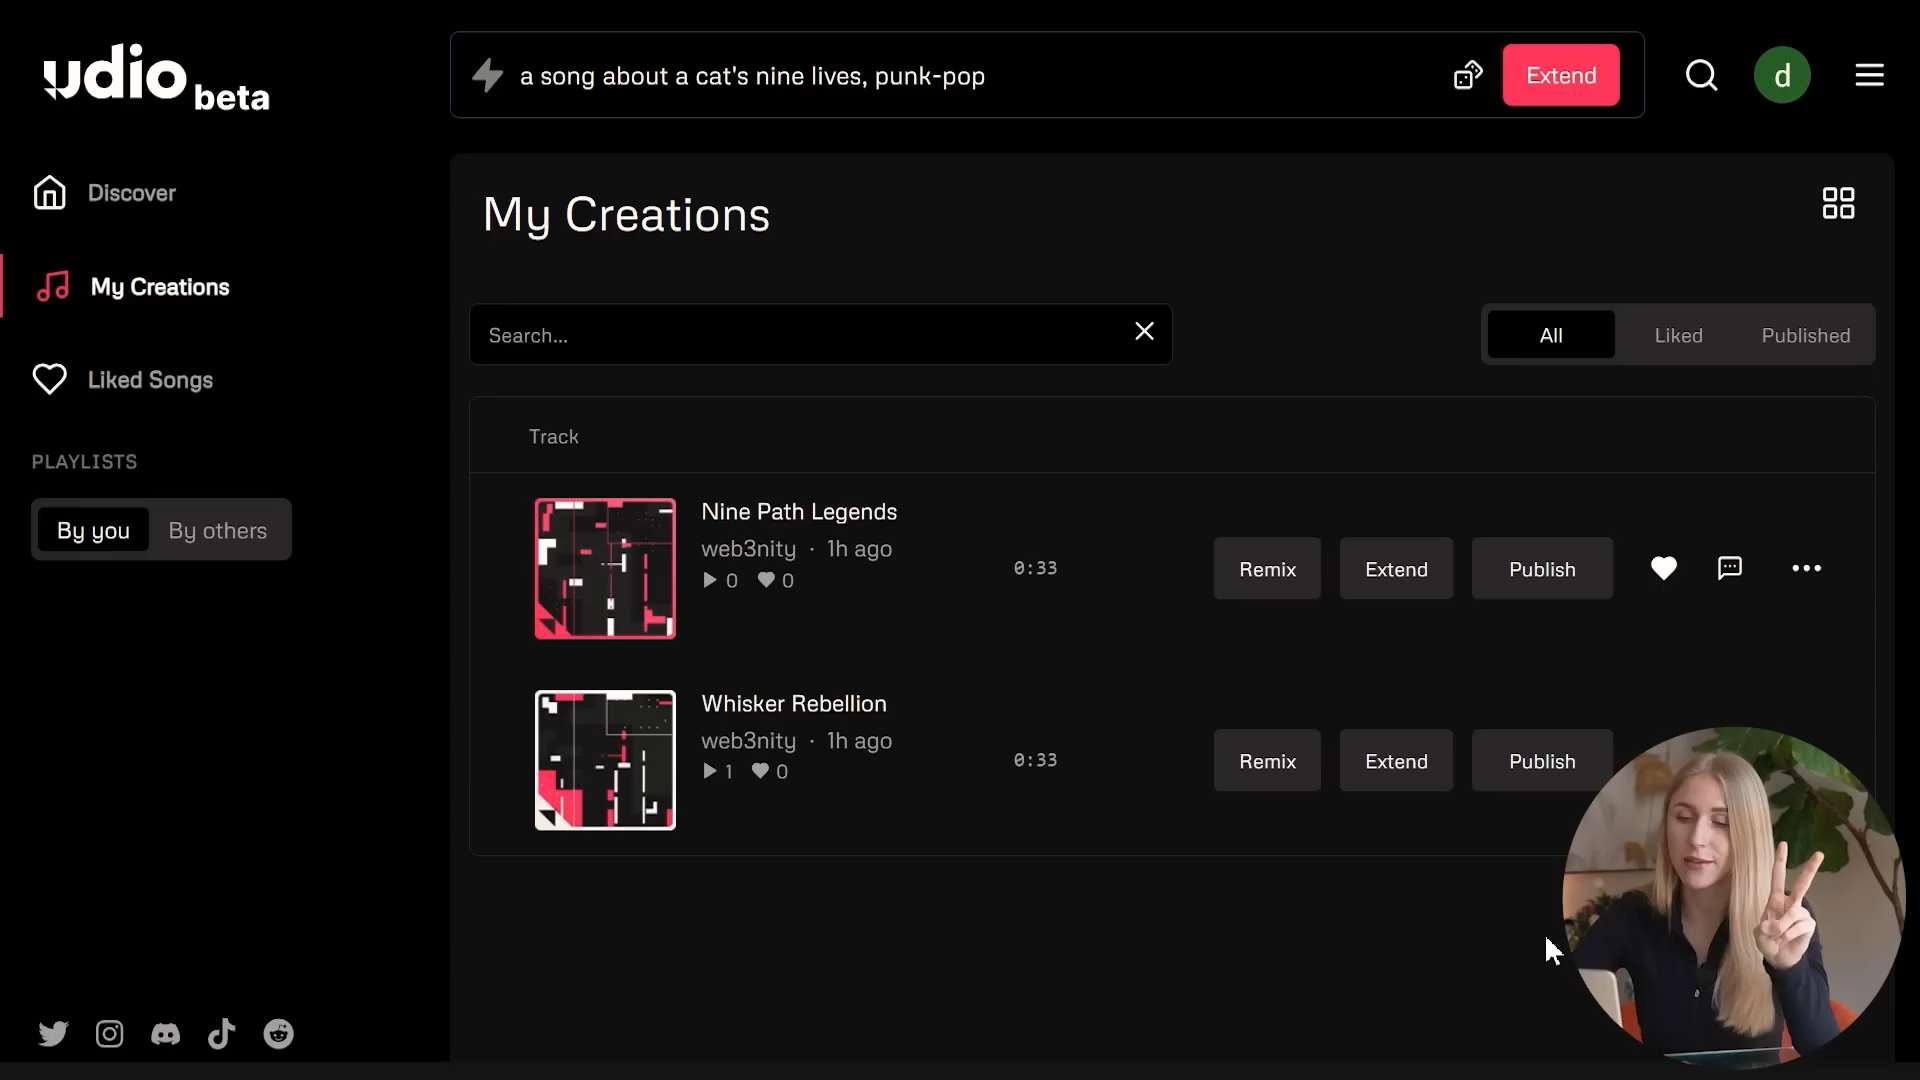 udio beta
a song about a cat's nine lives, punk-pop
Extend
d
Discover
My Creations
Liked Songs
PLAYLISTS
By you
By others
My Creations
Search...
All
Liked
Published
Track
Nine Path Legends
web3nity · 1h ago
0
0
0:33
Remix
Extend
Publish
Whisker Rebellion
web3nity · 1h ago
1
0
0:33
Remix
Extend
Publish